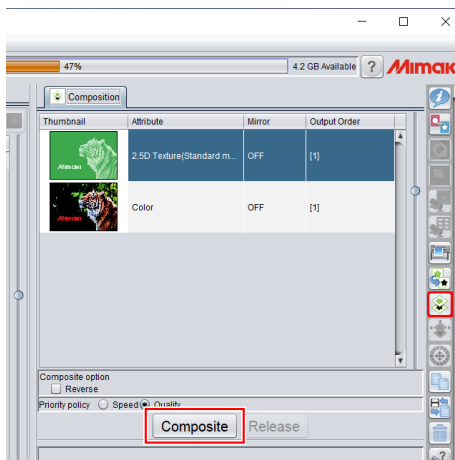 47%
4.2 GB Available
?
Mimaki
Composition
Thumbnail Attribute Mirror Output Order
2.5D Texture(Standard m... OFF [1]
Color OFF [1]
Composite option
Reverse
Priority policy Speed Quality
Composite Release